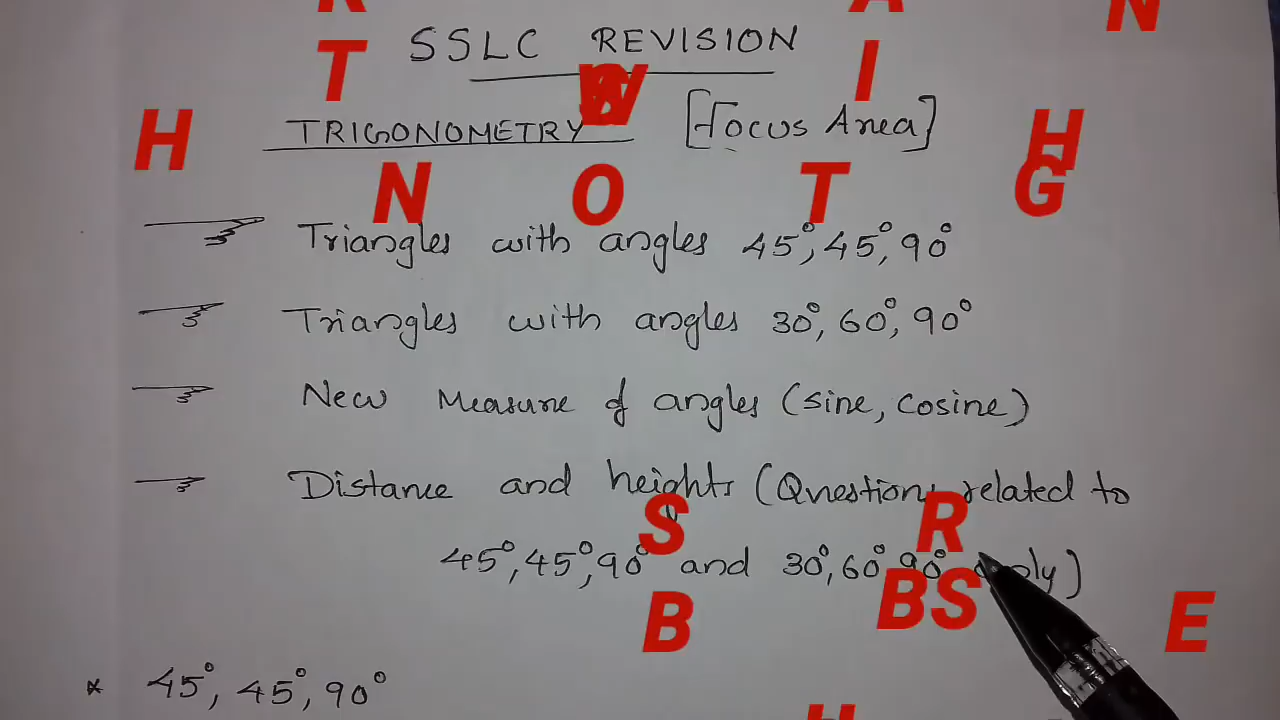 SSLC REVISION
TRIGONOMETRY [Focus Area]
Triangles with angles 45°, 45°, 90°
Triangles with angles 30°, 60°, 90°
New Measure of angles (sine, cosine)
Distance and heights (Question related to
45°, 45°, 90° and 30°, 60° 90° only)
* 45°, 45°, 90°